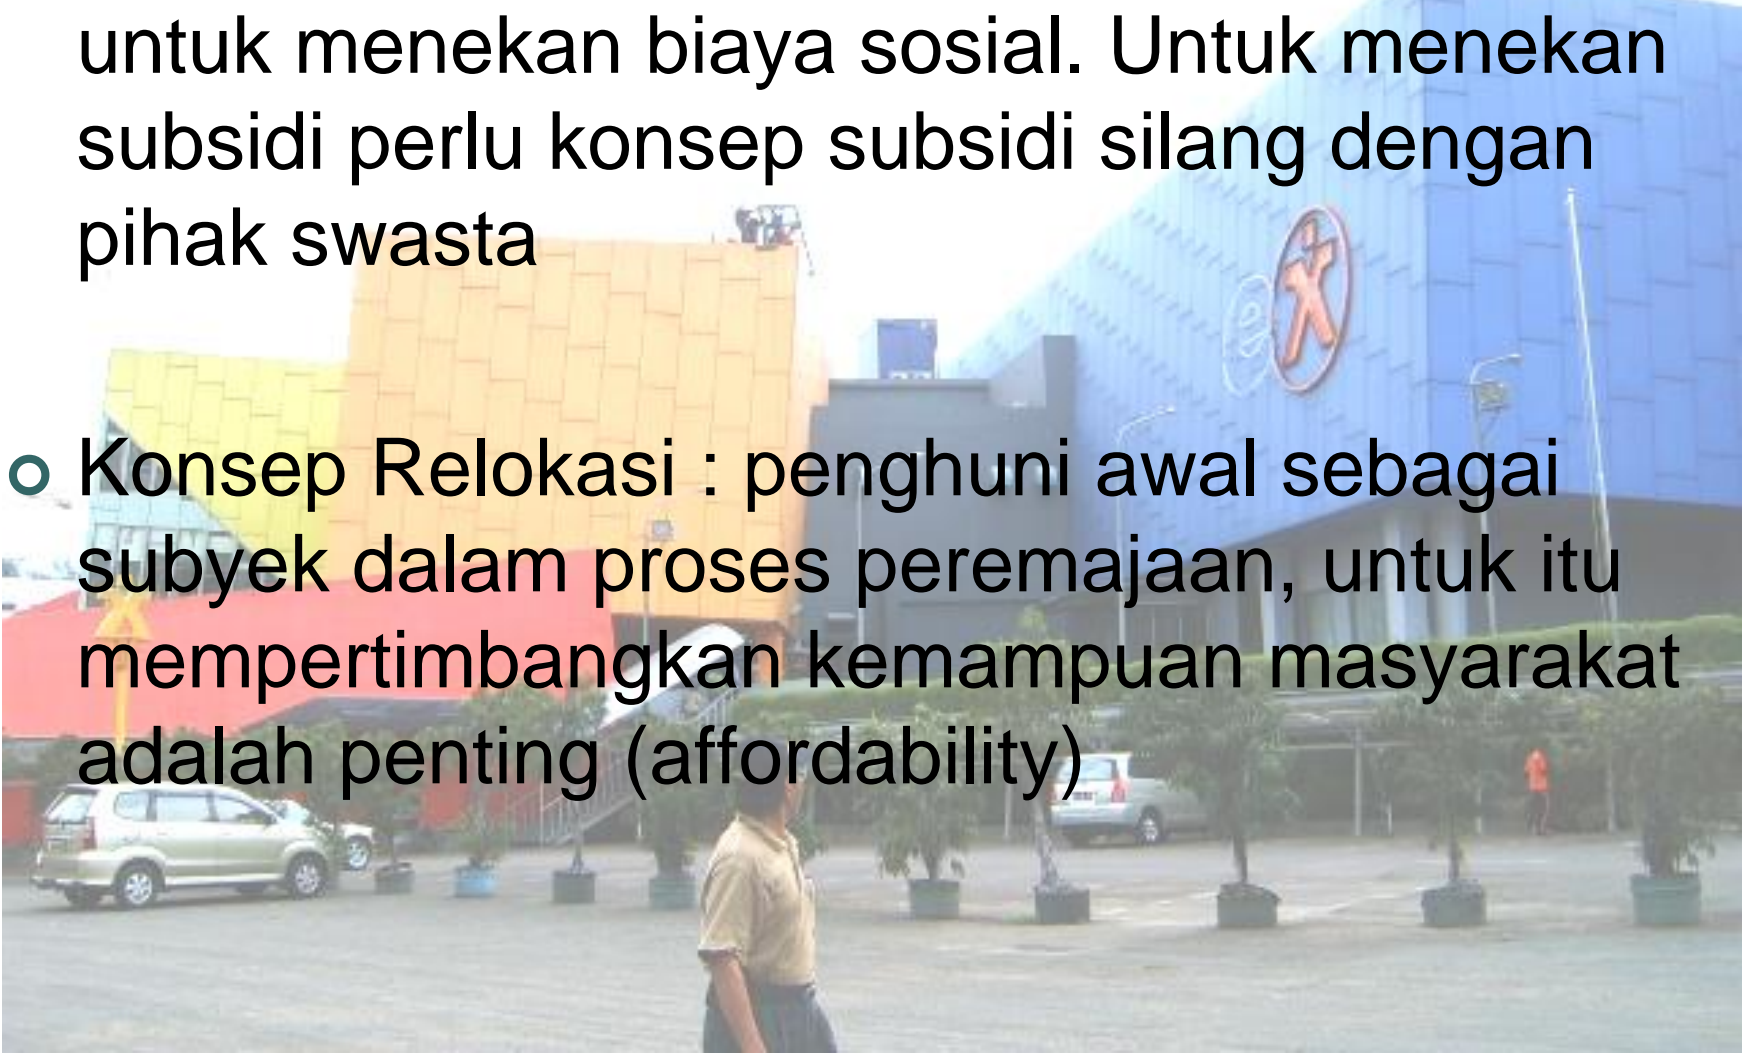 untuk menekan biaya sosial. Untuk menekan
subsidi perlu konsep subsidi silang dengan
pihak swasta
eX
Konsep Relokasi : penghuni awal sebagai
subyek dalam proses peremajaan, untuk itu
mempertimbangkan kemampuan masyarakat
adalah penting (affordability)